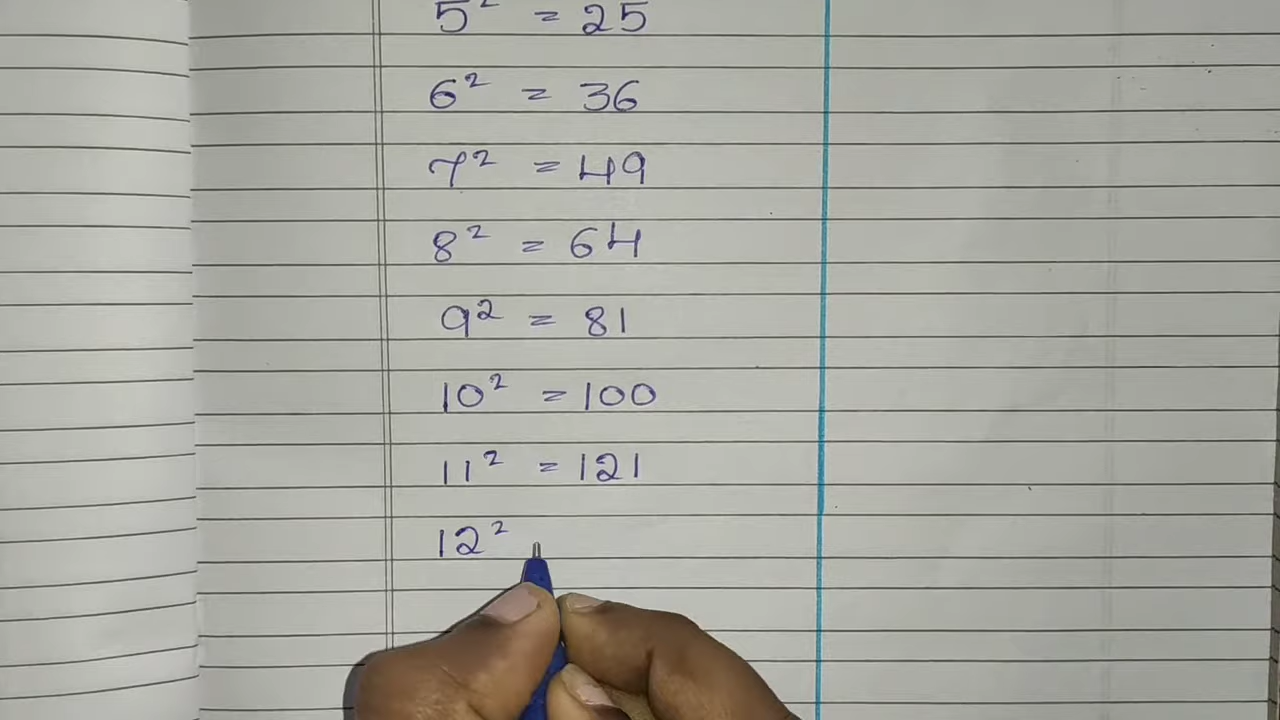 5² = 25
6² = 36
7² = 49
8² = 64
9² = 81
10² = 100
11² = 121
12²